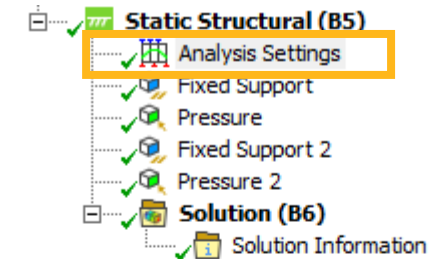 Static Structural (B5)
Analysis Settings
Fixed Support
Pressure
Fixed Support 2
Pressure 2
Solution (B6)
Solution Information